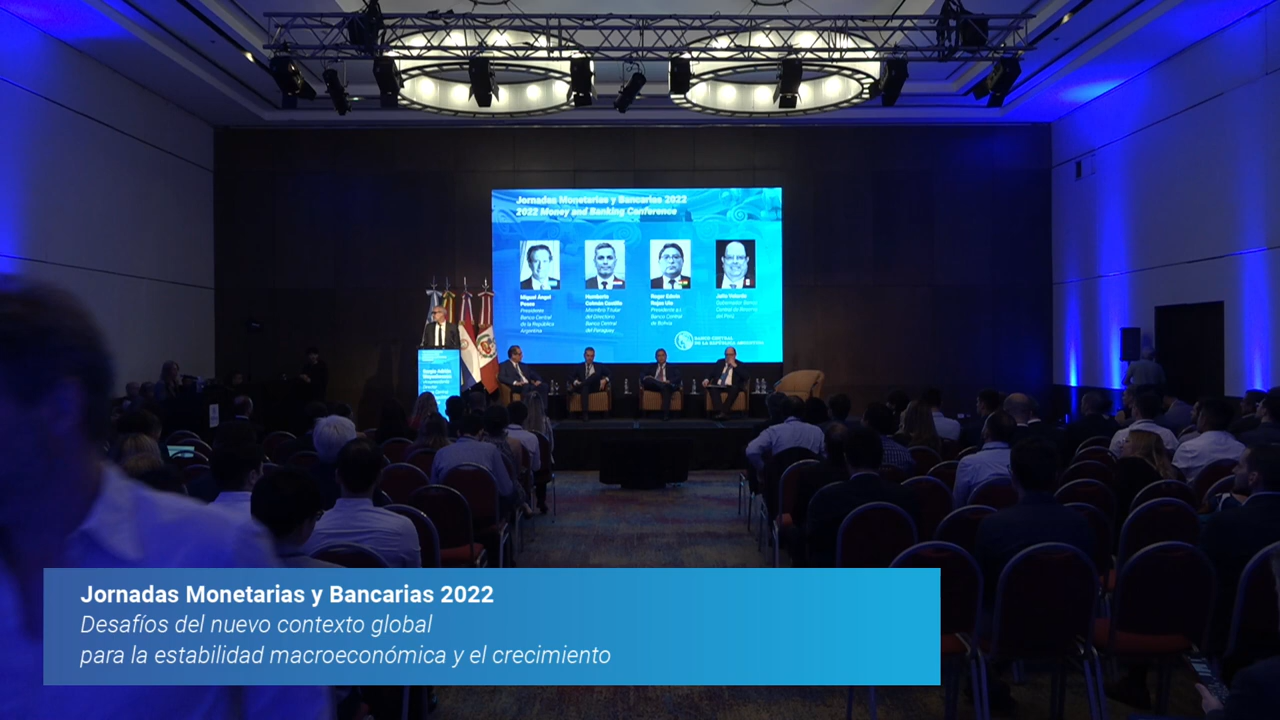 Jornadas Monetarias y Bancarias 2022
2022 Money and Banking Conference
Miguel Ángel
Pesce
Presidente
Banco Central
de la República
Argentina
Humberto
Colmán Castillo
Miembro Titular
del Directorio
Banco Central
del Paraguay
Roger Edwin
Rojas Ulo
Presidente a.i.
Banco Central
de Bolivia
Julio Velarde
Gobernador Banco
Central de Reserva
del Perú
BANCO CENTRAL
DE LA REPÚBLICA ARGENTINA
Jornadas Monetarias y Bancarias 2022
Desafíos del nuevo contexto global
para la estabilidad macroeconómica y el crecimiento